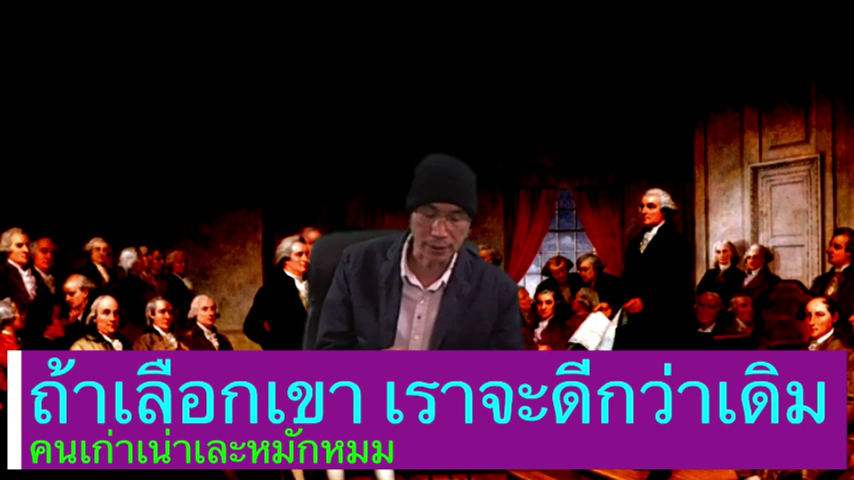 ถ้าเลือกเขา เราจะดีกว่าเดิม
คนเก่าเน่าเละหมักหมม